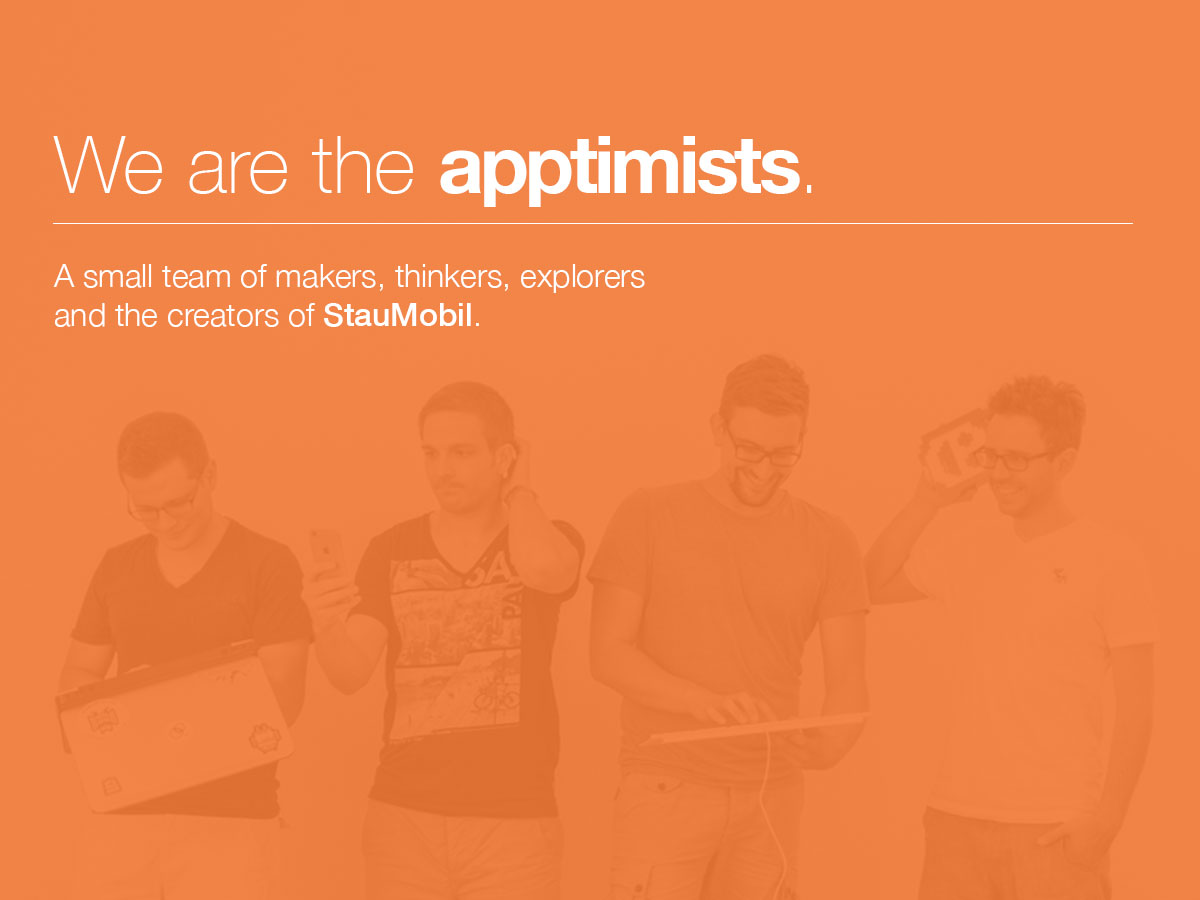 We are the apptimists.
A small team of makers, thinkers, explorers
and the creators of StauMobil.